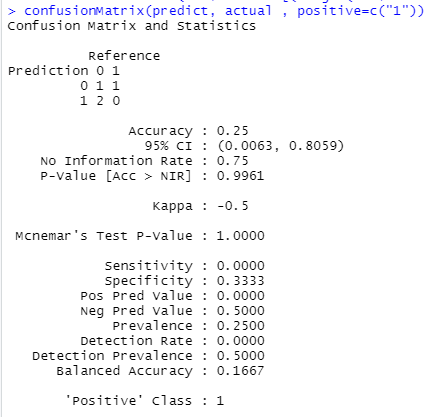 > confusionMatrix(predict, actual , positive=c("1"))
Confusion Matrix and Statistics
Reference
Prediction 0 1
0 1 1
1 2 0
Accuracy : 0.25
95% CI : (0.0063, 0.8059)
No Information Rate : 0.75
P-Value [Acc > NIR] : 0.9961
Kappa : -0.5
Mcnemar's Test P-Value : 1.0000
Sensitivity : 0.0000
Specificity : 0.3333
Pos Pred Value : 0.0000
Neg Pred Value : 0.5000
Prevalence : 0.2500
Detection Rate : 0.0000
Detection Prevalence : 0.5000
Balanced Accuracy : 0.1667
'Positive' Class : 1